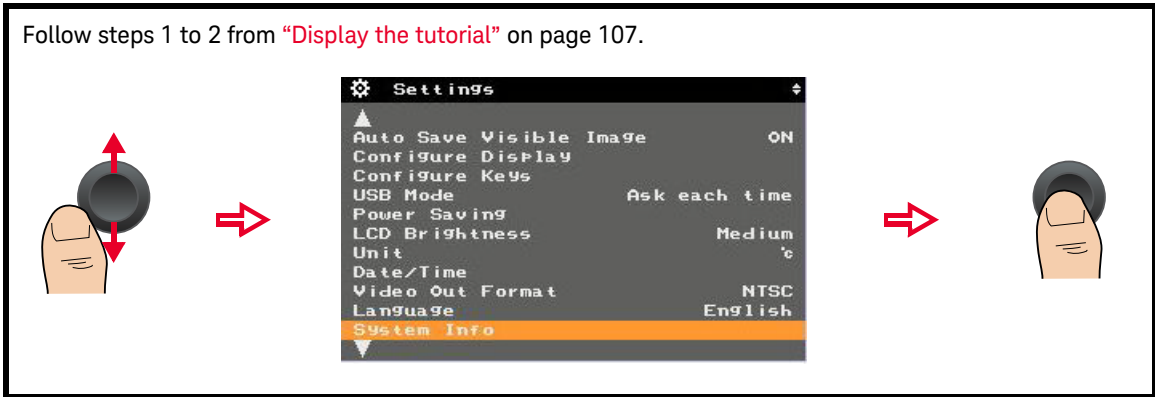 Follow steps 1 to 2 from “Display the tutorial” on page 107.
Settings
Auto Save Visible Image ON
Configure Display
Configure Keys
USB Mode Ask each time
Power Saving
LCD Brightness Medium
Unit °c
Date/Time
Video Out Format NTSC
Language English
System Info